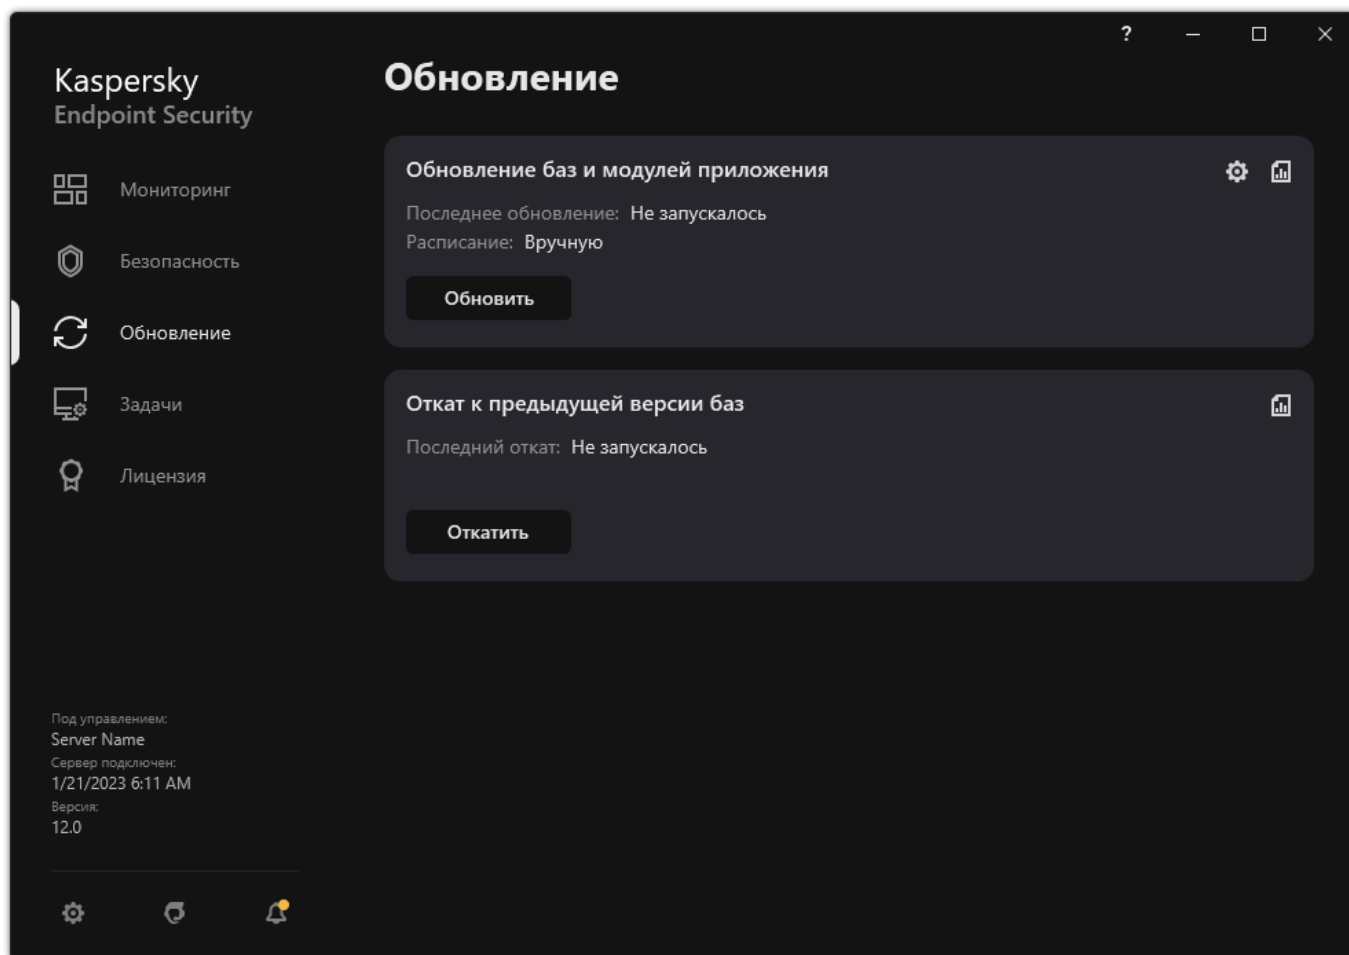 ?
Kaspersky
Endpoint Security
Мониторинг
Безопасность
Обновление
Задачи
Лицензия
Под управлением:
Server Name
Сервер подключен:
1/21/2023 6:11 AM
Версия:
12.0
Обновление
Обновление баз и модулей приложения
Последнее обновление: Не запускалось
Расписание: Вручную
Обновить
Откат к предыдущей версии баз
Последний откат: Не запускалось
Откатить